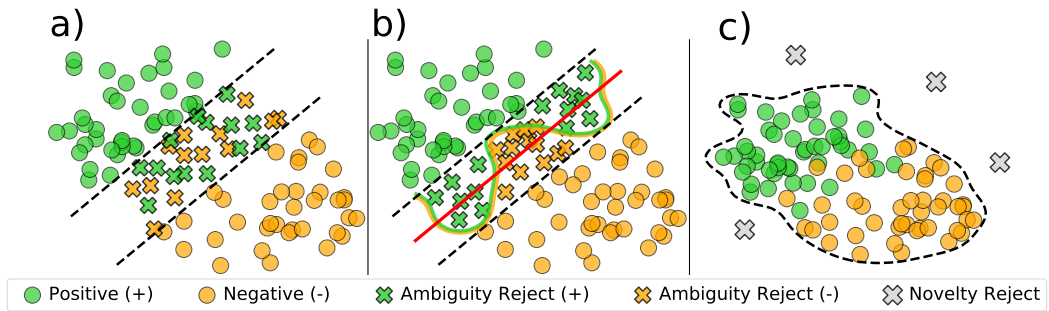 a)
b)
c)
Positive (+)
Negative (-)
Ambiguity Reject (+)
Ambiguity Reject (-)
Novelty Reject